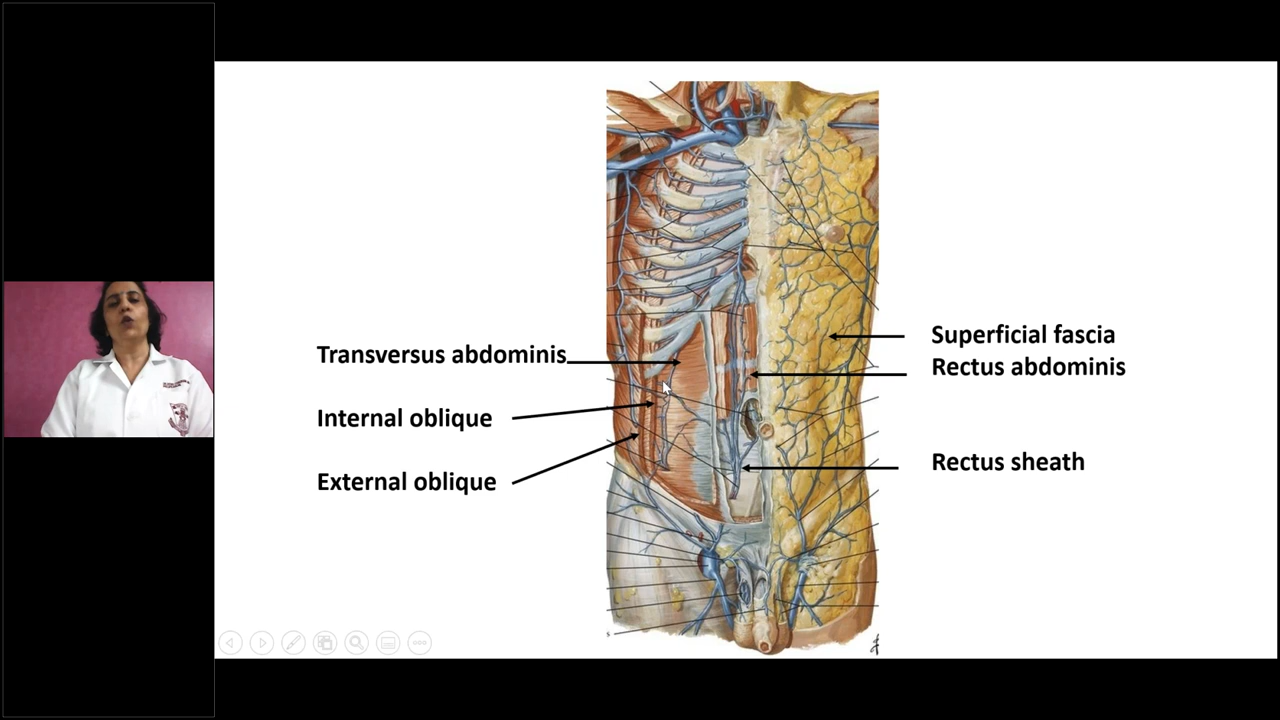 Transversus abdominis
Internal oblique
External oblique
Superficial fascia
Rectus abdominis
Rectus sheath